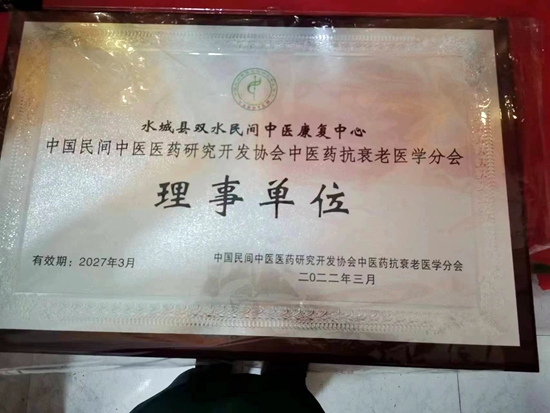 水城县双水民间中医康复中心
中国民间中医医药研究开发协会中医药抗衰老医学分会
理事单位
有效期：2027年3月
中国民间中医医药研究开发协会中医药抗衰老医学分会
二〇二二年三月